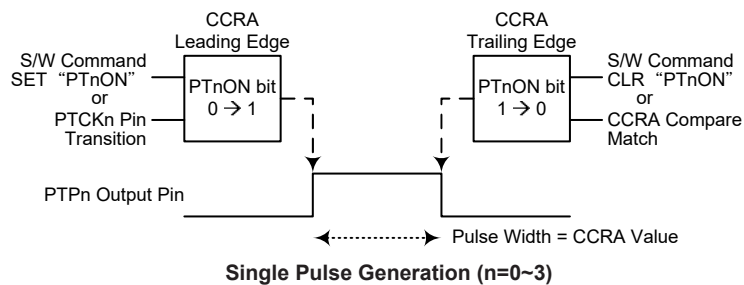 CCRA
Leading Edge
S/W Command
SET “PTnON”
or
PTCKn Pin
Transition
PTnON bit
0 → 1
CCRA
Trailing Edge
PTnON bit
1 → 0
S/W Command
CLR “PTnON”
or
CCRA Compare
Match
PTPn Output Pin
Pulse Width = CCRA Value
Single Pulse Generation (n=0~3)